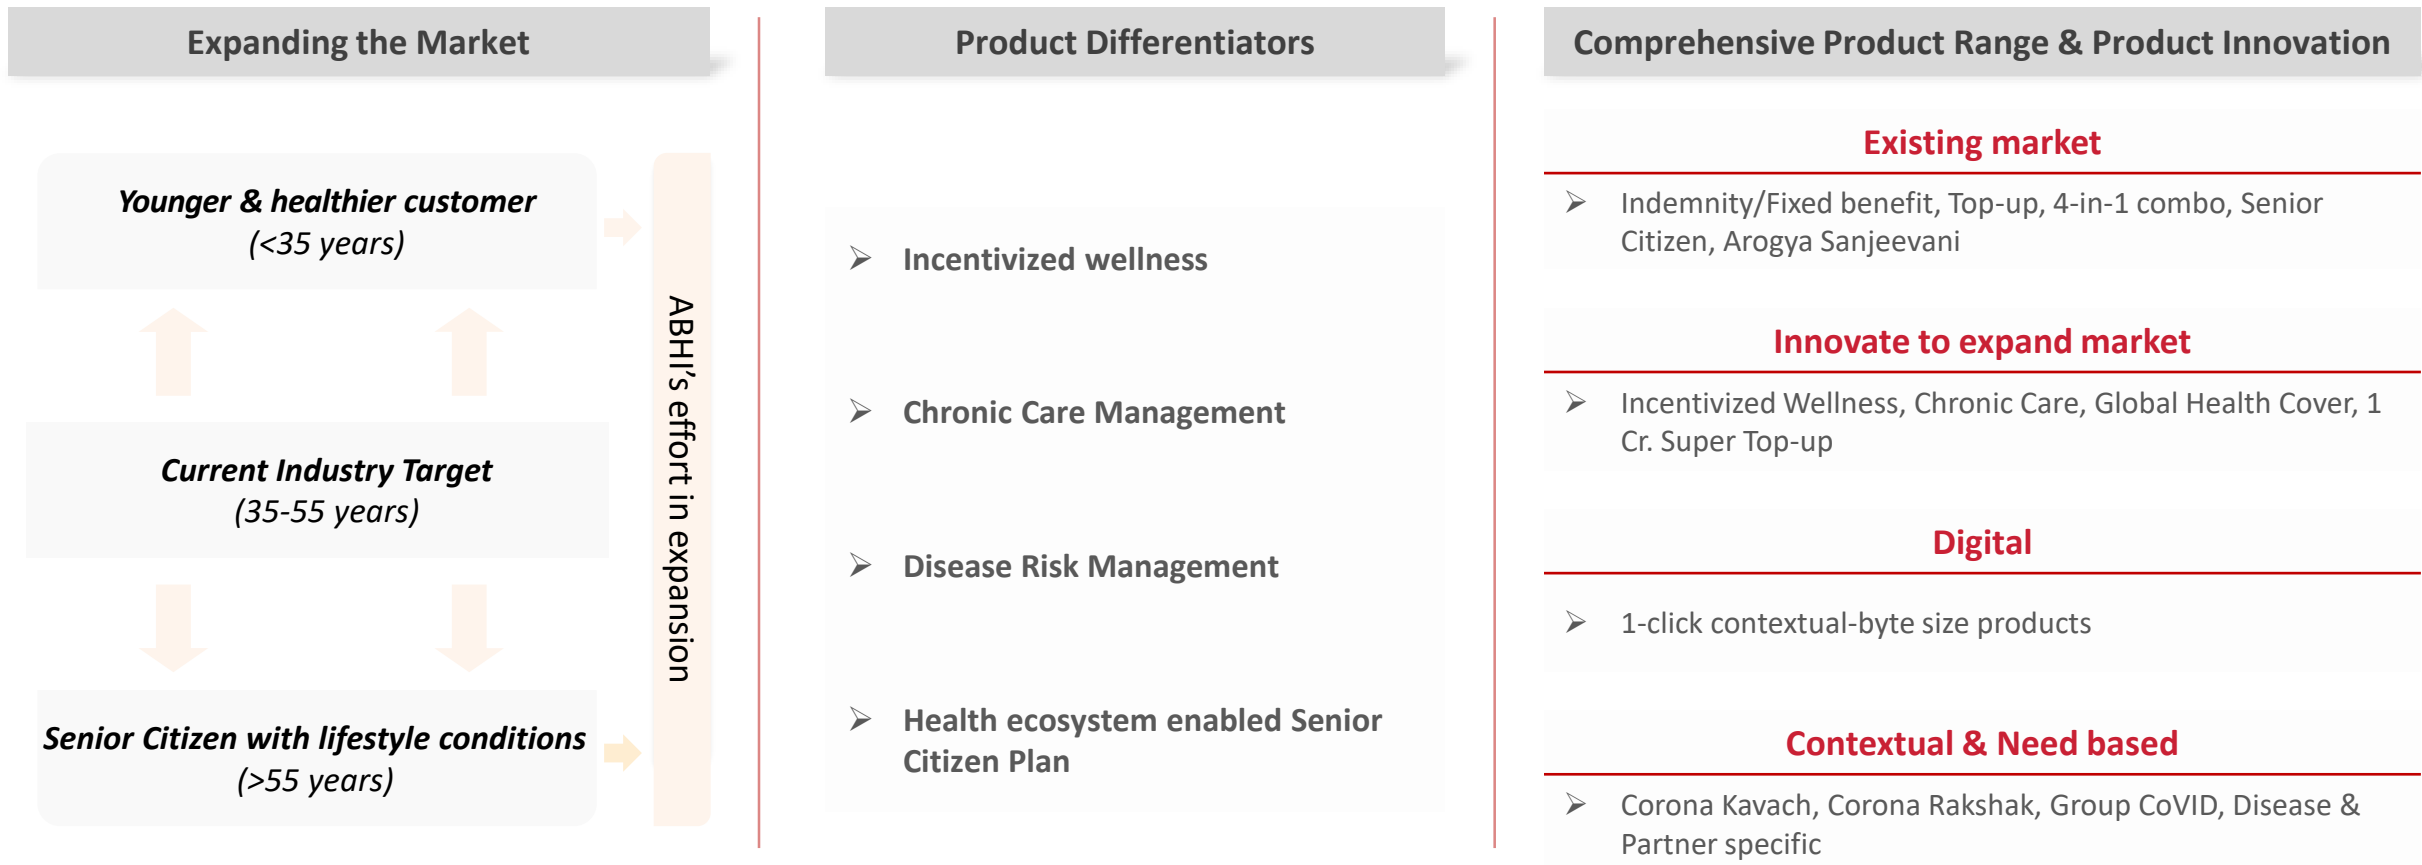 Expanding the Market
Younger & healthier customer
(<35 years)
Current Industry Target
(35-55 years)
Senior Citizen with lifestyle conditions
(>55 years)
ABHI's effort in expansion
Product Differentiators
➢ Incentivized wellness
➢ Chronic Care Management
➢ Disease Risk Management
➢ Health ecosystem enabled Senior
Citizen Plan
Comprehensive Product Range & Product Innovation
Existing market
➢ Indemnity/Fixed benefit, Top-up, 4-in-1 combo, Senior
Citizen, Arogya Sanjeevani
Innovate to expand market
➢ Incentivized Wellness, Chronic Care, Global Health Cover, 1
Cr. Super Top-up
Digital
➢ 1-click contextual-byte size products
Contextual & Need based
➢ Corona Kavach, Corona Rakshak, Group CoVID, Disease &
Partner specific